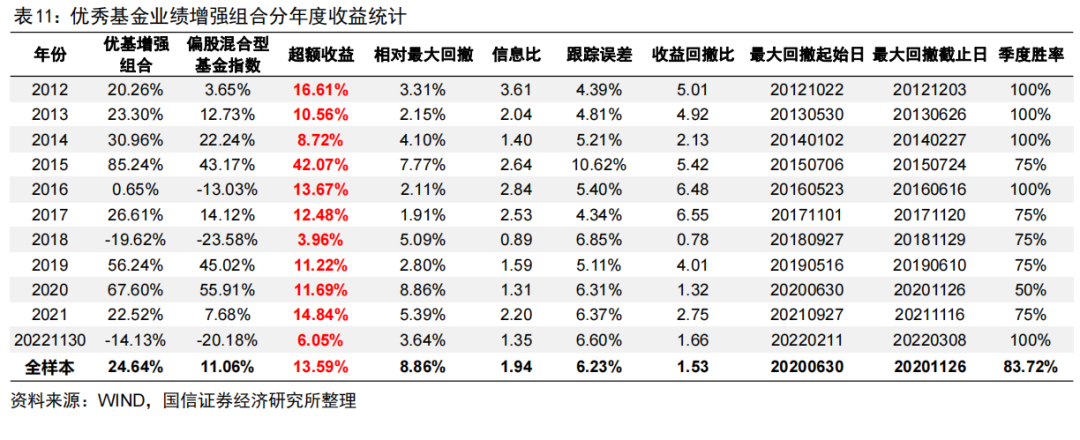 表11：优秀基金业绩增强组合分年度收益统计
年份 优基增强组合 偏股混合型基金指数 超额收益 相对最大回撤 信息比 跟踪误差 收益回撤比 最大回撤起始日 最大回撤截止日 季度胜率
2012 20.26% 3.65% 16.61% 3.31% 3.61 4.39% 5.01 20121022 20121203 100%
2013 23.30% 12.73% 10.56% 2.15% 2.04 4.81% 4.92 20130530 20130626 100%
2014 30.96% 22.24% 8.72% 4.10% 1.40 5.21% 2.13 20140102 20140227 100%
2015 85.24% 43.17% 42.07% 7.77% 2.64 10.62% 5.42 20150706 20150724 75%
2016 0.65% -13.03% 13.67% 2.11% 2.84 5.40% 6.48 20160523 20160616 100%
2017 26.61% 14.12% 12.48% 1.91% 2.53 4.34% 6.55 20171101 20171120 75%
2018 -19.62% -23.58% 3.96% 5.09% 0.89 6.85% 0.78 20180927 20181129 75%
2019 56.24% 45.02% 11.22% 2.80% 1.59 5.11% 4.01 20190516 20190610 75%
2020 67.60% 55.91% 11.69% 8.86% 1.31 6.31% 1.32 20200630 20201126 50%
2021 22.52% 7.68% 14.84% 5.39% 2.20 6.37% 2.75 20210927 20211116 75%
20221130 -14.13% -20.18% 6.05% 3.64% 1.35 6.60% 1.66 20220211 20220308 100%
全样本 24.64% 11.06% 13.59% 8.86% 1.94 6.23% 1.53 20200630 20201126 83.72%
资料来源：WIND，国信证券经济研究所整理